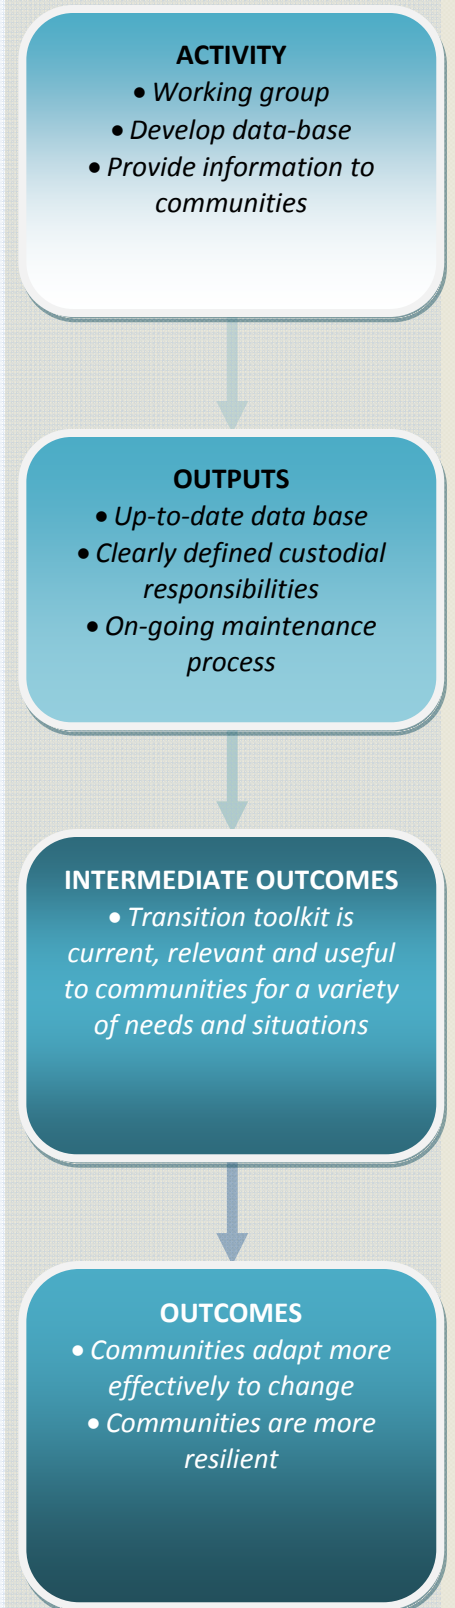 ACTIVITY
• Working group
• Develop data-base
• Provide information to
communities
OUTPUTS
• Up-to-date data base
• Clearly defined custodial
responsibilities
• On-going maintenance
process
INTERMEDIATE OUTCOMES
• Transition toolkit is
current, relevant and useful
to communities for a variety
of needs and situations
OUTCOMES
• Communities adapt more
effectively to change
• Communities are more
resilient